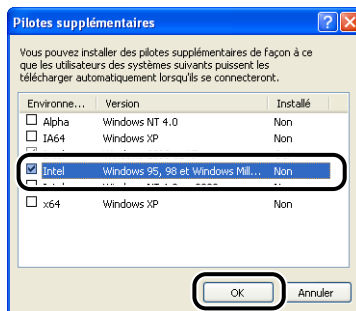 Pilotes supplémentaires
Vous pouvez installer des pilotes supplémentaires de façon à ce
que les utilisateurs des systèmes suivants puissent les
télécharger automatiquement lorsqu'ils se connecteront.
Environne... Version Installé
Alpha Windows NT 4.0 Non
IA64 Windows XP Non
Intel Windows 95, 98 et Windows Mill... Non
x64 Windows XP Non
OK Annuler